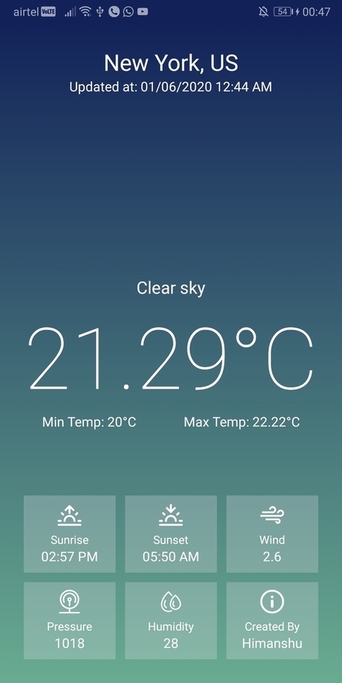 airtel VoLTE 54 00:47
New York, US
Updated at: 01/06/2020 12:44 AM
Clear sky
21.29°C
Min Temp: 20°C Max Temp: 22.22°C
Sunrise Sunset Wind
02:57 PM 05:50 AM 2.6
Pressure Humidity Created By
1018 28 Himanshu